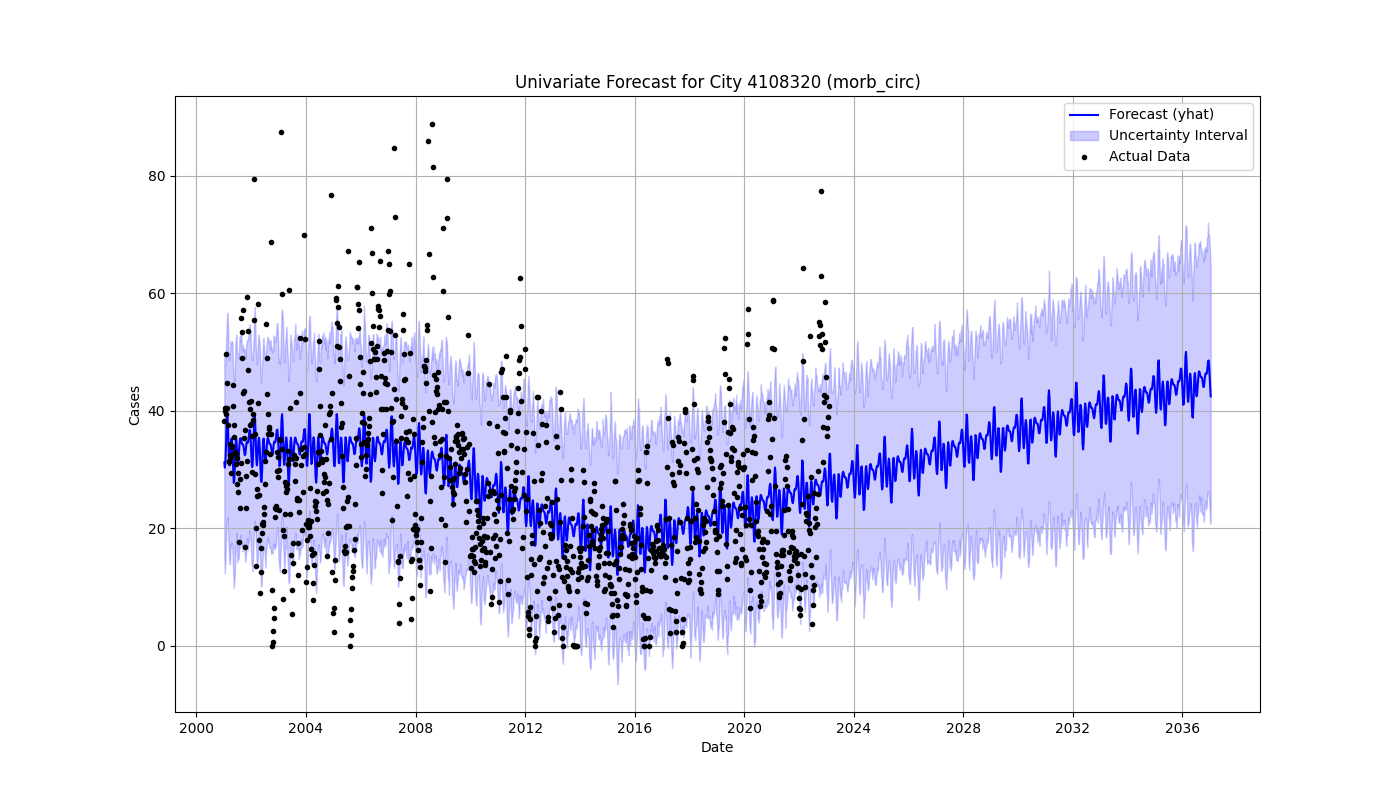 Univariate Forecast for City 4108320 (morb_circ)
Forecast (yhat)
Uncertainty Interval
Actual Data
Cases
80
60
40
20
0
2000 2004 2008 2012 2016 2020 2024 2028 2032 2036
Date